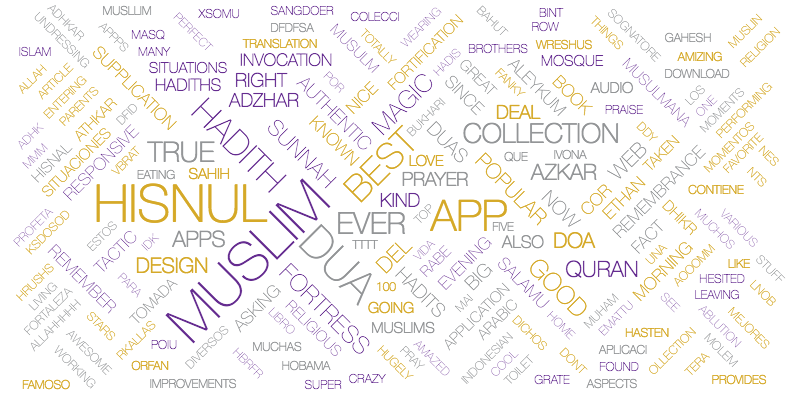 ADHKAR
UNDRESSING
MUSLLIM
APPPS
XSOMU
PERFECT
SANGDOER
DFDFSA
TRANSLATION
COLECCI
MUSULM
TOTALLY
WEARING
FORTIFICATION
HADIS
BAHUT
BINT
ROW
THINGS
SOGNATORE
GAHESH
AMIZING
DOWNLOAD
MUSLIN
RELIGION
ISLAM
ALLAH
ARTICLE
ENTERING
PARENTS
ATHKAR
MASQ
MANY
SUPPLICATION
SITUATIONS
HADITHS
INVOCATION
RIGHT
ADZHAR
AUTHENTIC
POR
NICE
MAGIC
BROTHERS
GREAT
SINCE
FANKY
ALEYKUM
WRESHUS
MOSQUE
BOOK
AUDIO
MUSULMANA
PRAISE
LOS
ONE
MOMENTS
PERFORMING
ADHK
MMM
HISNAL
SITUACIONES
DFID
VBRAT
RESPONSIVE
HADITH
SUNNAH
KNOWN
BUKHARI
DUAS
DEAL
COLLECTION
DDY
TAKEN
MOMENTOS
FAVORITE
NES
NTS
TRUE
EATING
SAHIH
BEST
LOVE
PRAYER
POPULAR
QUE
IVONA
AZKAR
WEB
ETHAN
COR
REMEMBRANCE
CONTIENE
PROFETA
KSDOSOD
HISNUL
MUSLIM
KIND
EVER
TTTT
TOP
APP
FIVE
NOW
DHIKR
MUCHOS
VARIOUS
ESTOS
TACTIC
IDK
APPS
DESIGN
DUA
DEL
VIDA
RABE
EVENING
ALSO
DOA
FACT
LINA
AOOOMM
STUFF
HRUSHS
LIVING
FORTALEZA
ALLAHHHH
REMEMBER
PARA
TOMADA
ASKING
FORTRESS
100
GOING
HADITS
BIG
SALAMU
GOOD
QURAN
MORNING
LIKE
HESITED
LEAVING
LNOB
STARS
RKALLAS
POIU
DIVERSOS
LIBRO
RELIGIOUS
MUSLIMS
MAI
APPLICATION
ARABIC
DICHOS
HOME
MUHAM
EMATTU
SEE
ABLUTION
MEJORES
WORKING
AWESOME
ORFAN
HBRFR
MUCHAS
HOBAMA
HUGELY
PRAY
AMAZED
INDONESIAN
COOL
TOILET
DONT
HASTEN
APLICACI
OLLECTION
TERA
MOLEM
FAMOSO
IMPROVEMENTS
SUPER
CRAZY
GRATE
FOUND
ASPECTS
PROVIDES